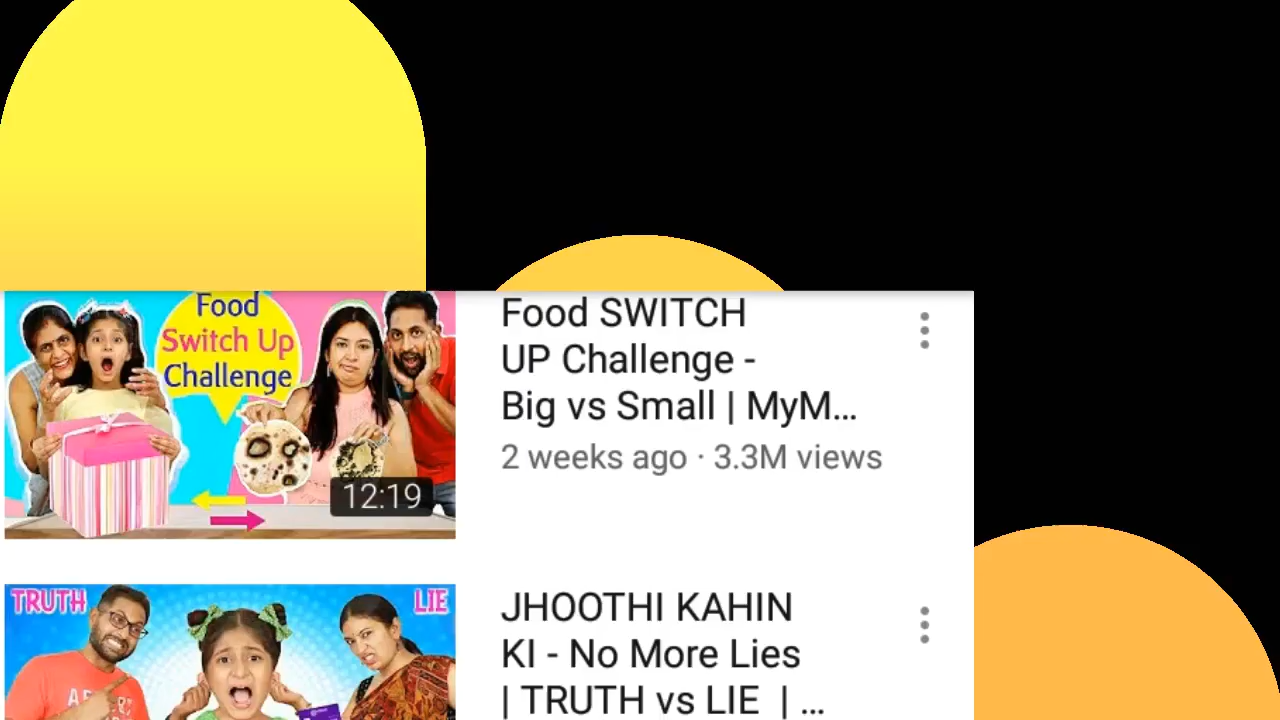 Food
Switch Up
Challenge
12:19
Food SWITCH
UP Challenge -
Big vs Small | MyM...
2 weeks ago · 3.3M views
TRUTH
LIE
JHOOTHI KAHIN
KI - No More Lies
| TRUTH vs LIE | ...